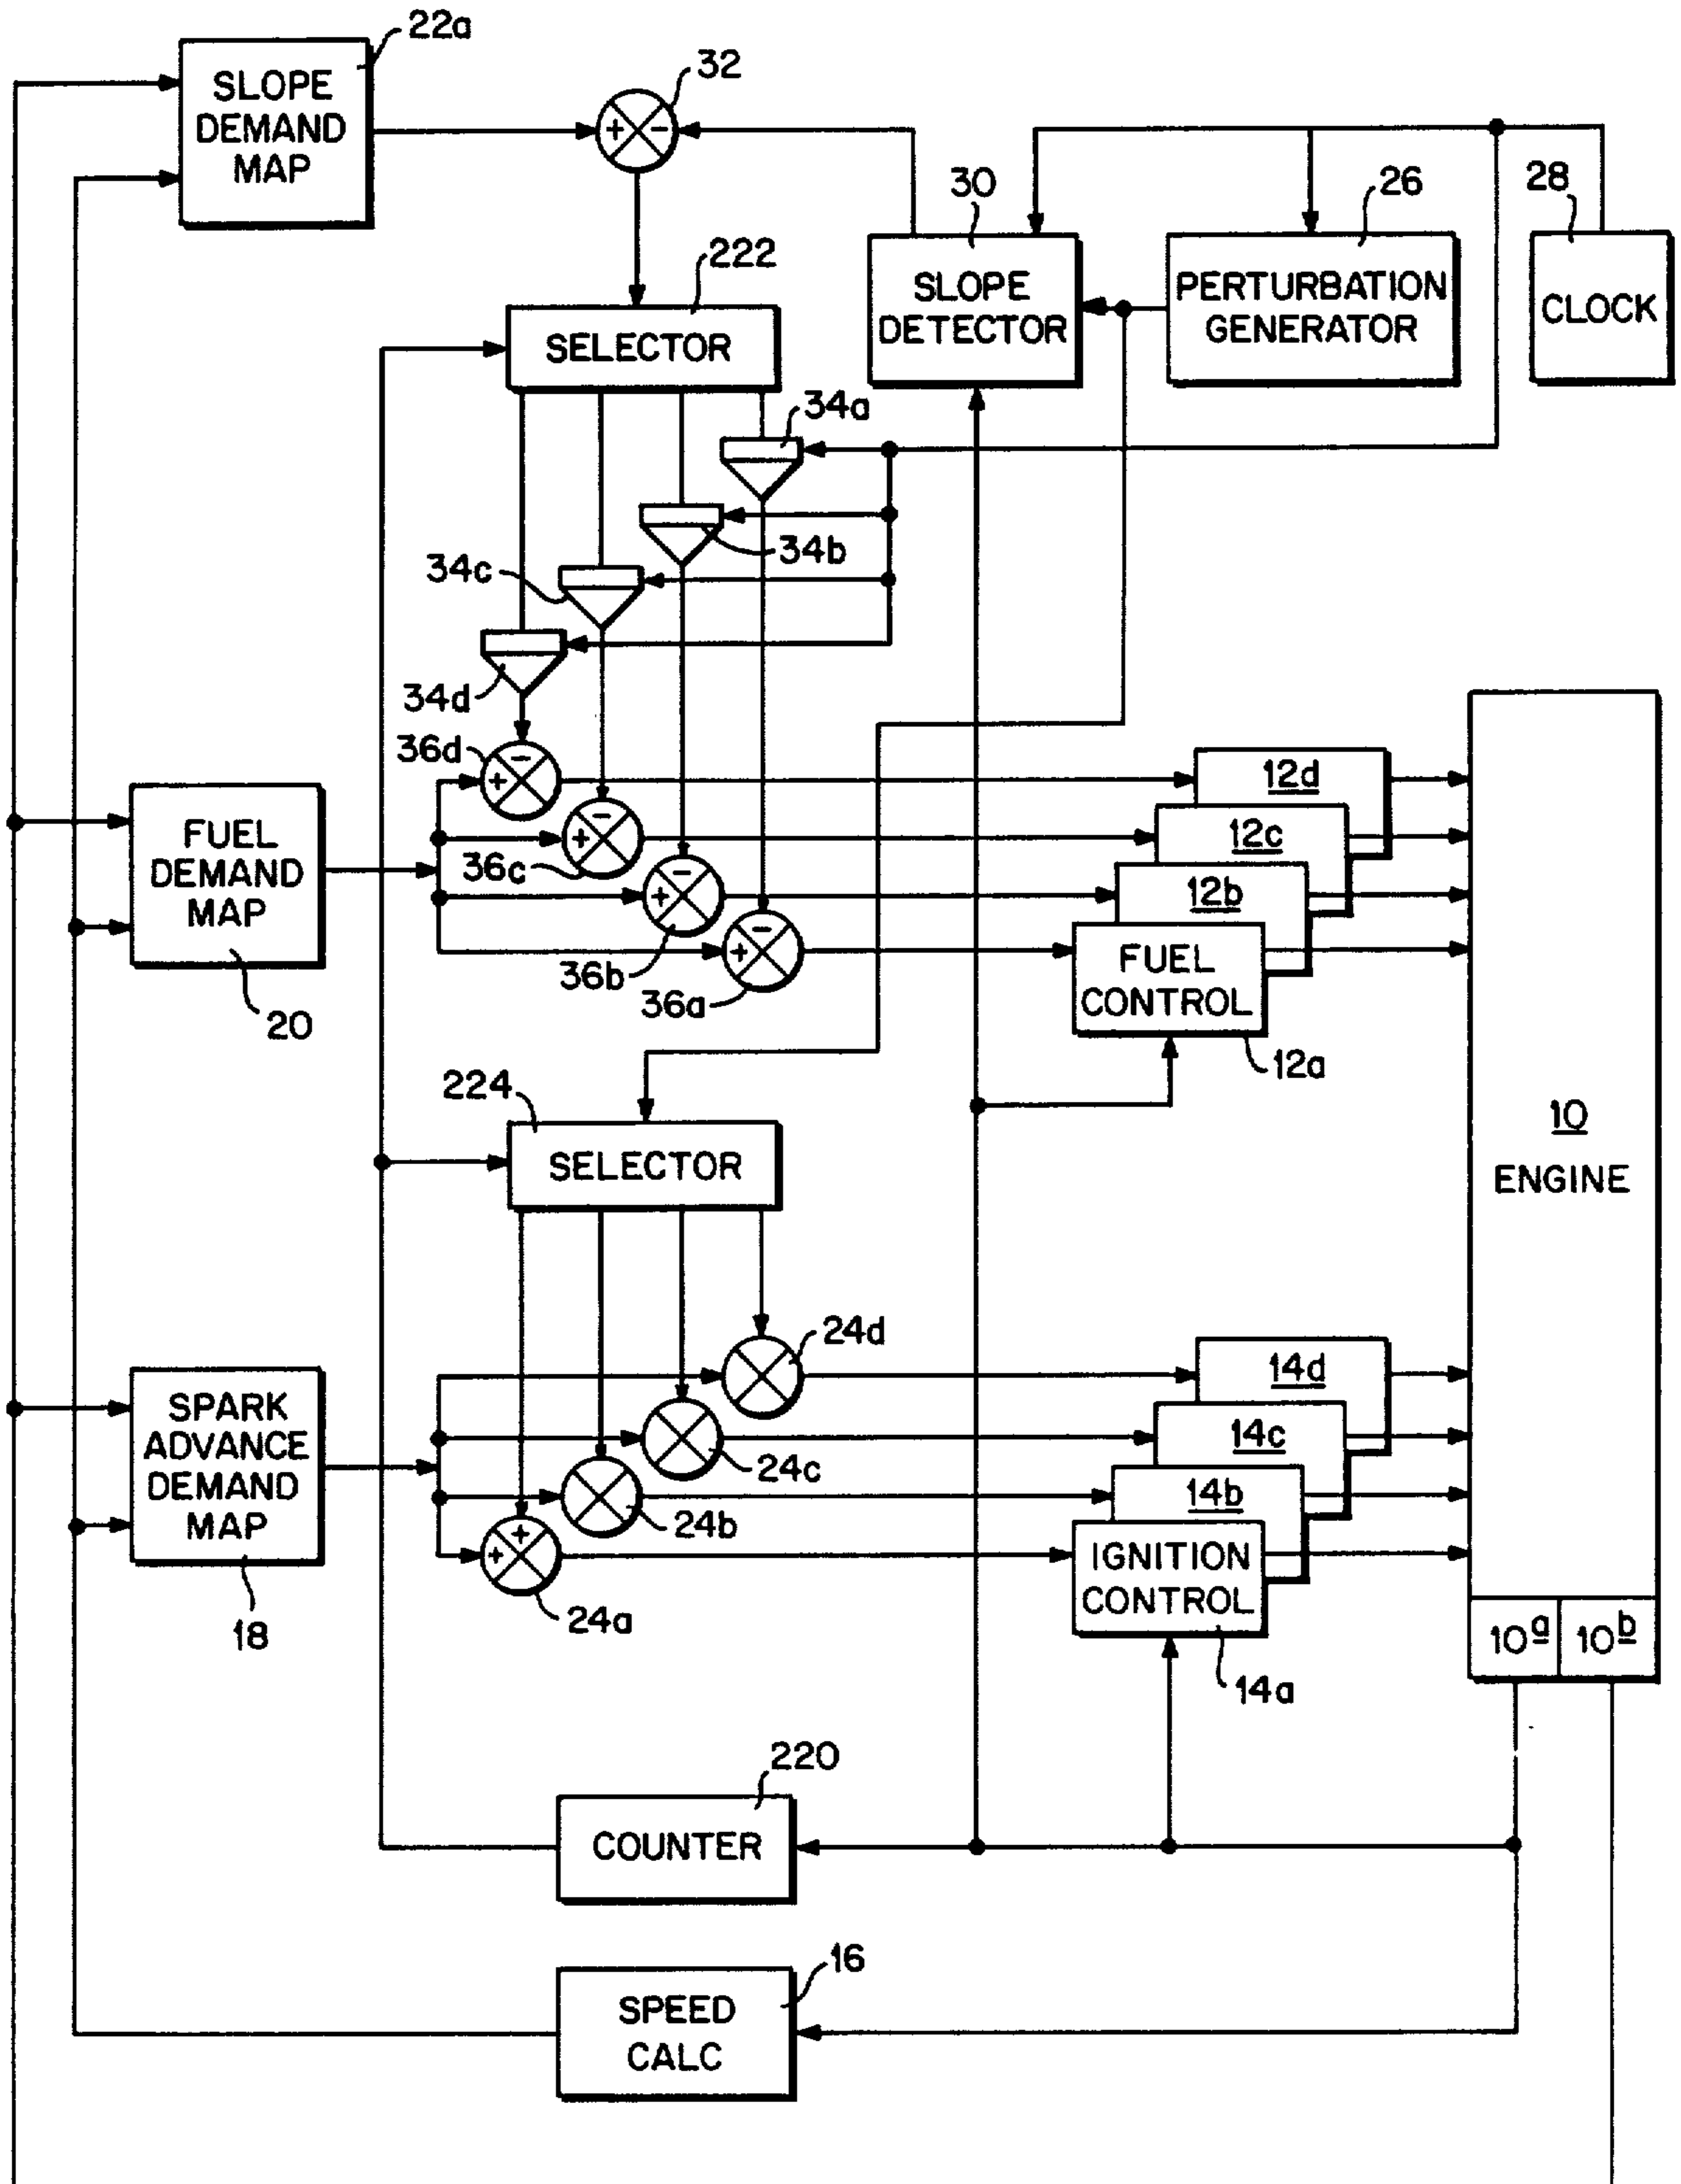 22a
SLOPE
DEMAND
MAP
32
+
-
30
26
28
222
SLOPE
DETECTOR
PERTURBATION
GENERATOR
CLOCK
SELECTOR
34a
34b
34c
34d
36d
-
+
12d
-
+
12c
36c
FUEL
DEMAND
MAP
-
+
12b
36b
-
+
36a
FUEL
CONTROL
20
12a
224
10
ENGINE
SELECTOR
24d
14d
SPARK
ADVANCE
DEMAND
MAP
24c
14c
24b
14b
+
+
24a
IGNITION
CONTROL
18
10a
10b
14a
220
COUNTER
16
SPEED
CALC